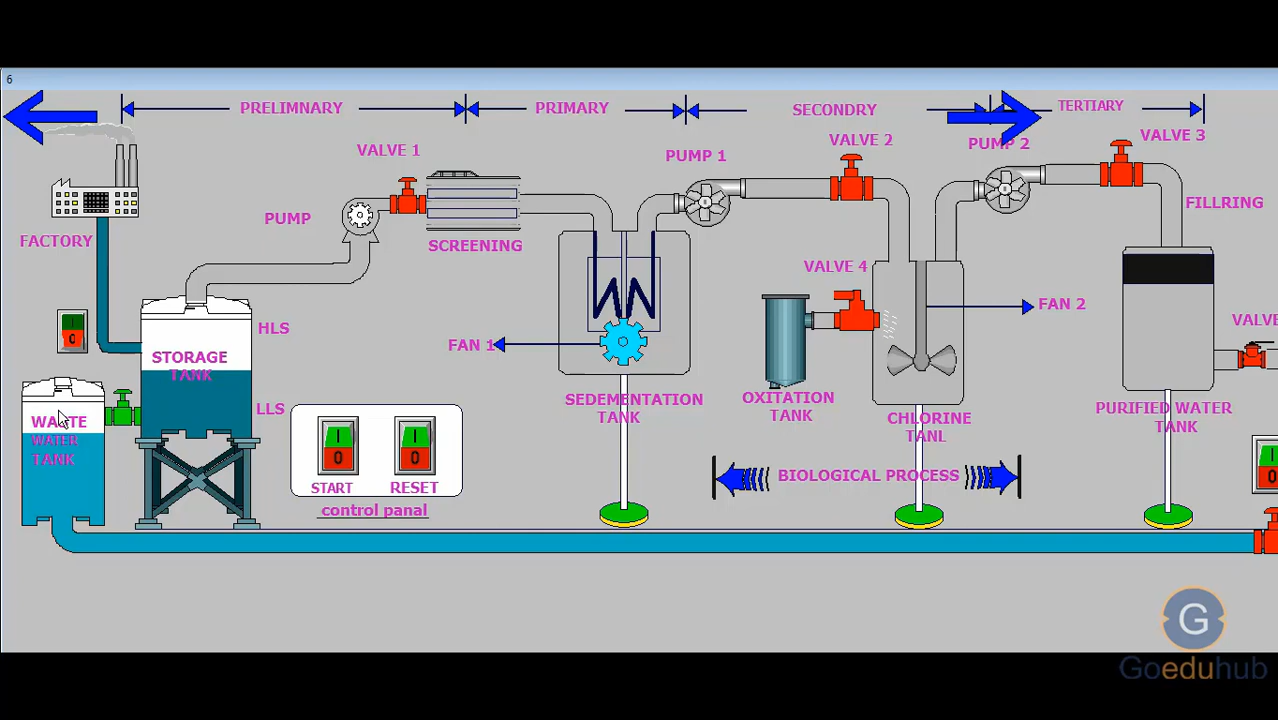 6
PRELIMNARY
PRIMARY
SECONDRY
TERTIARY
VALVE 1
PUMP 1
VALVE 2
PUMP 2
VALVE 3
FACTORY
PUMP
SCREENING
FILLRING
VALVE 4
HLS
FAN 1
FAN 2
VALVE
STORAGE
TANK
0
WASTE
WATER
TANK
LLS
SEDEMENTATION
TANK
OXITATION
TANK
CHLORINE
TANL
PURIFIED WATER
TANK
I
0
I
0
START
RESET
control panal
BIOLOGICAL PROCESS
I
0
G
Goeduhub